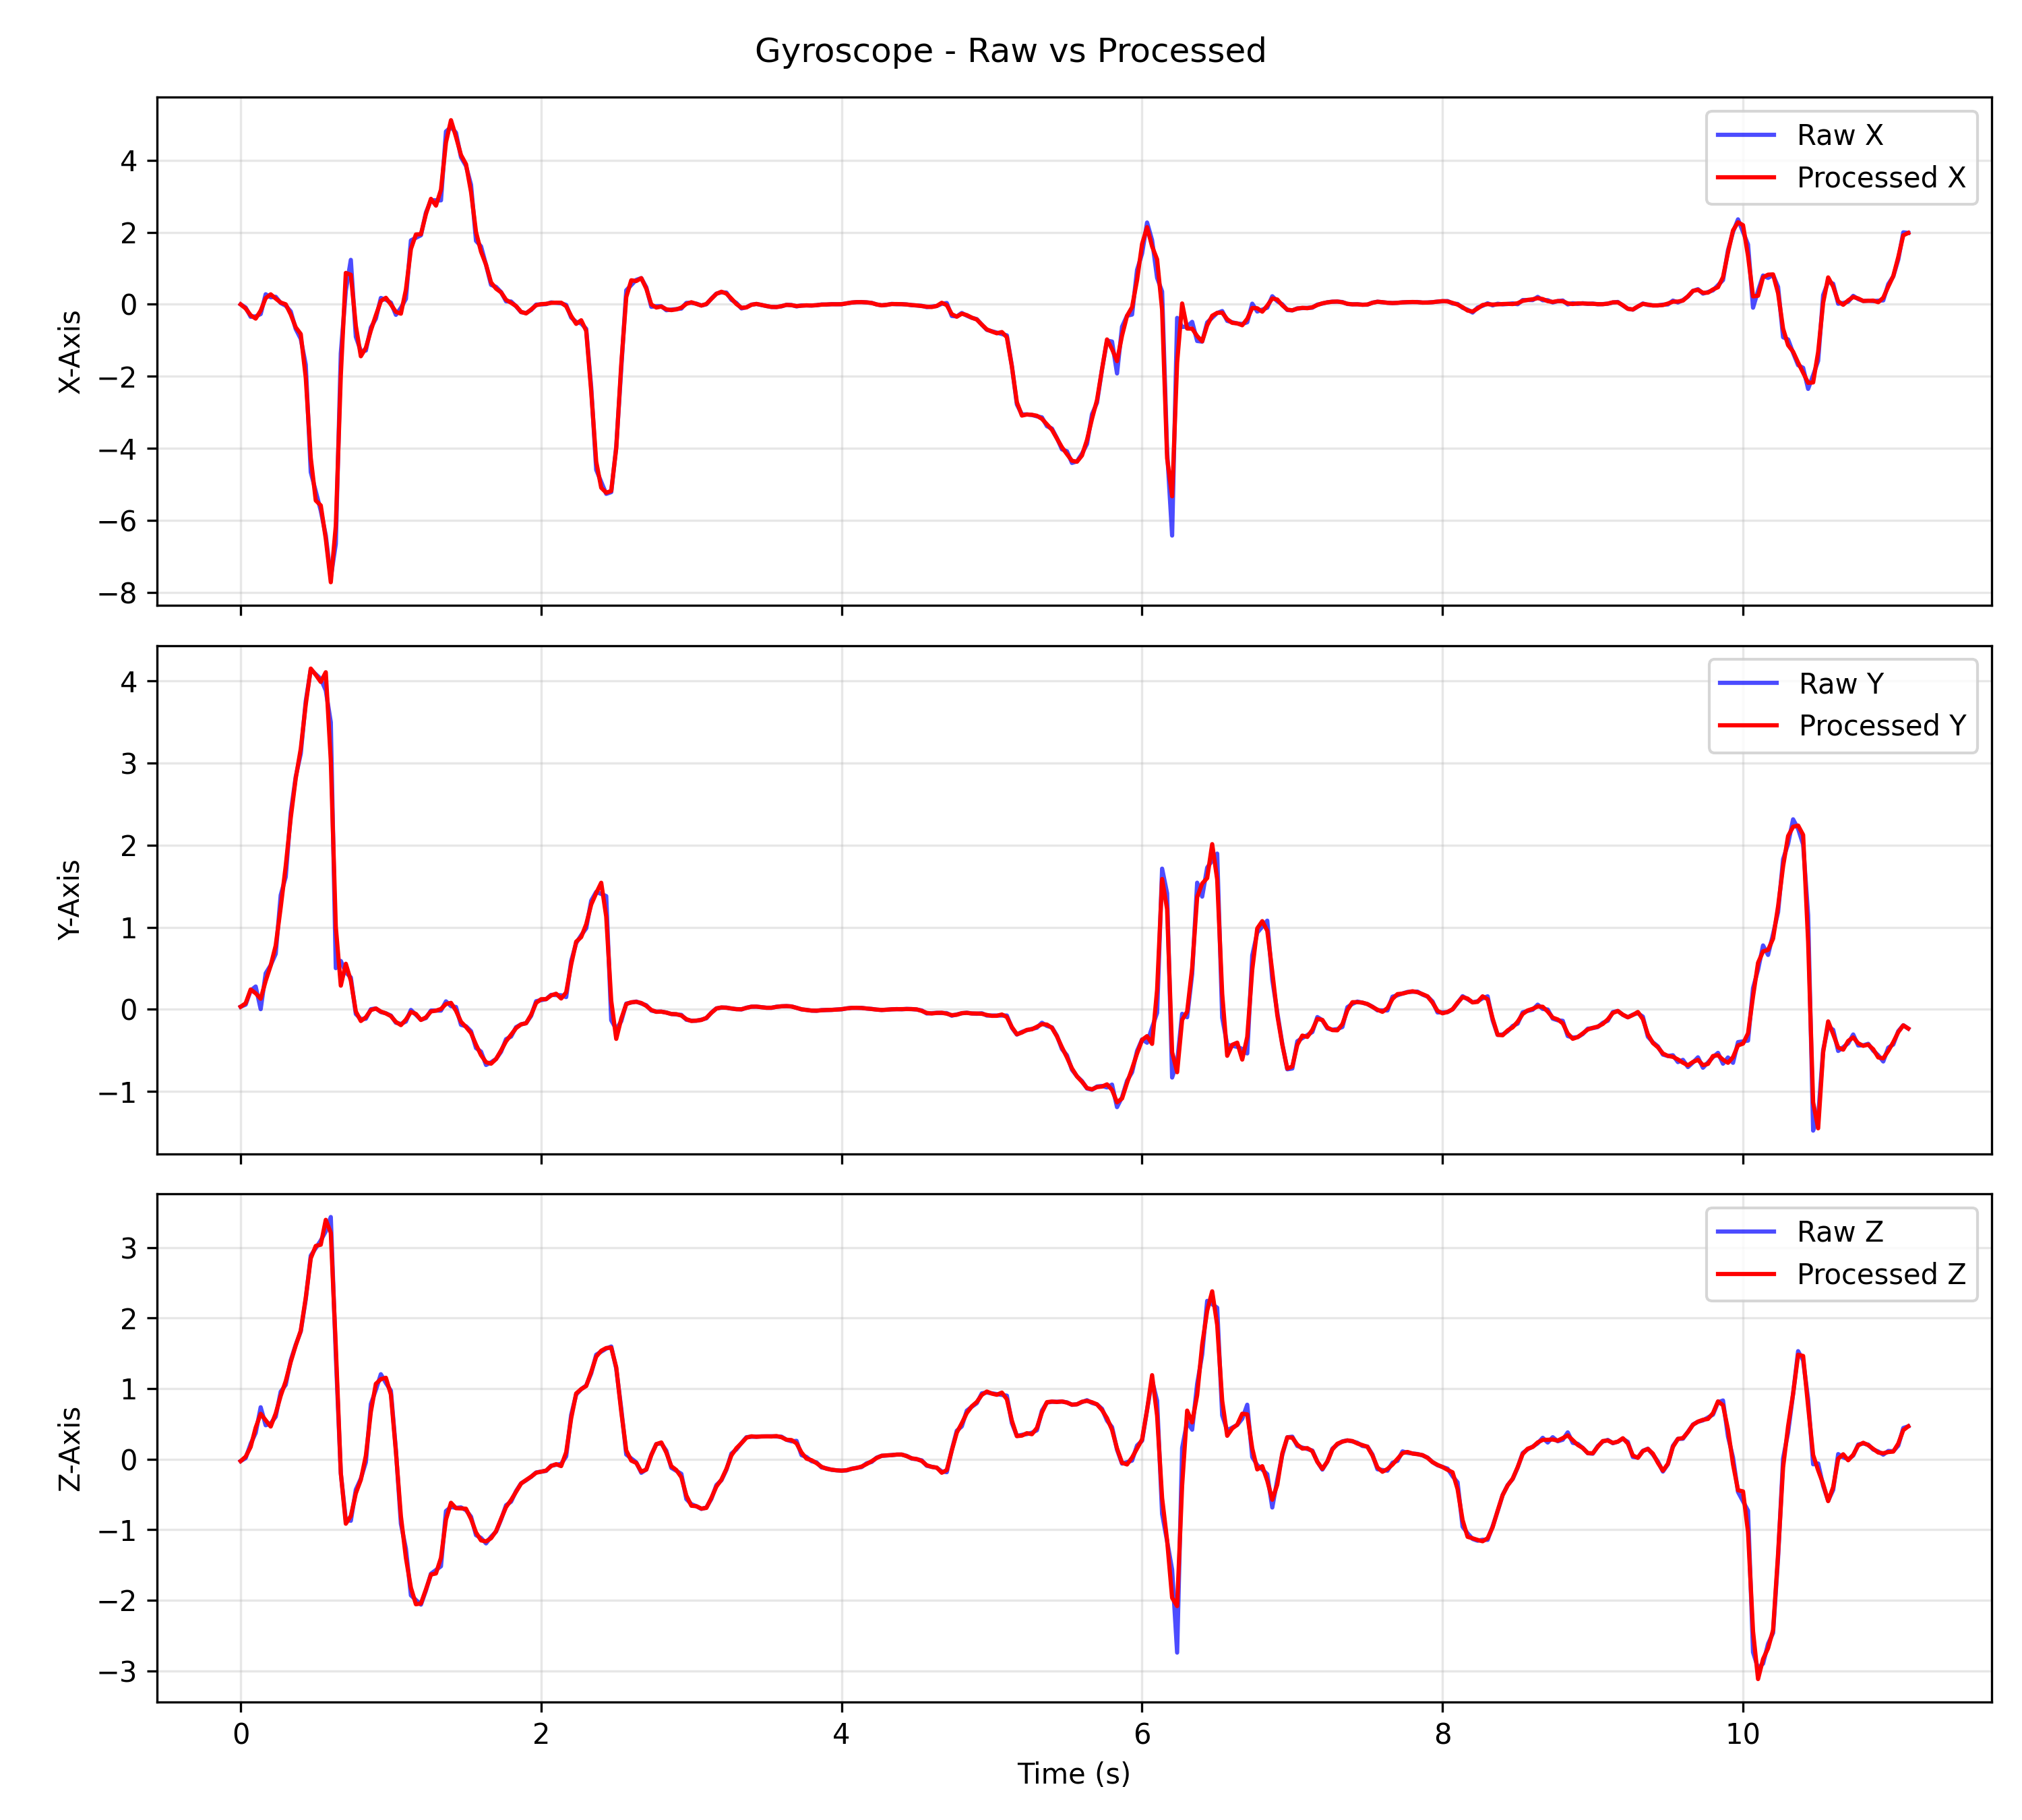 Gyroscope - Raw vs Processed
X-Axis
4
2
0
−2
−4
−6
−8
Raw X
Processed X
Y-Axis
4
3
2
1
0
−1
Raw Y
Processed Y
Z-Axis
3
2
1
0
−1
−2
−3
Raw Z
Processed Z
0 2 4 6 8 10
Time (s)